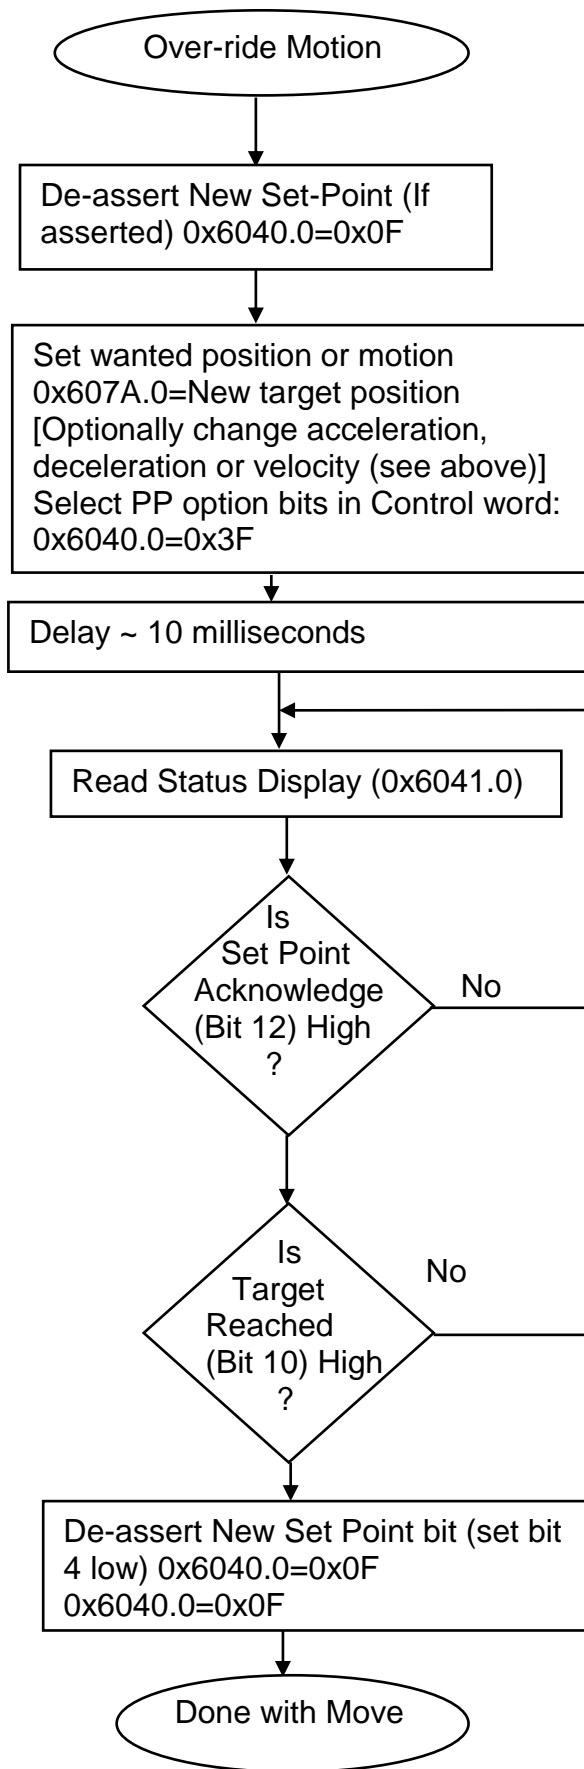 Over-ride Motion
De-assert New Set-Point (If
asserted) 0x6040.0=0x0F
Set wanted position or motion
0x607A.0=New target position
[Optionally change acceleration,
deceleration or velocity (see above)]
Select PP option bits in Control word:
0x6040.0=0x3F
Delay ~ 10 milliseconds
Read Status Display (0x6041.0)
Is
Set Point
Acknowledge
(Bit 12) High
?
No
Is
Target
Reached
(Bit 10) High
?
No
De-assert New Set Point bit (set bit
4 low) 0x6040.0=0x0F
0x6040.0=0x0F
Done with Move